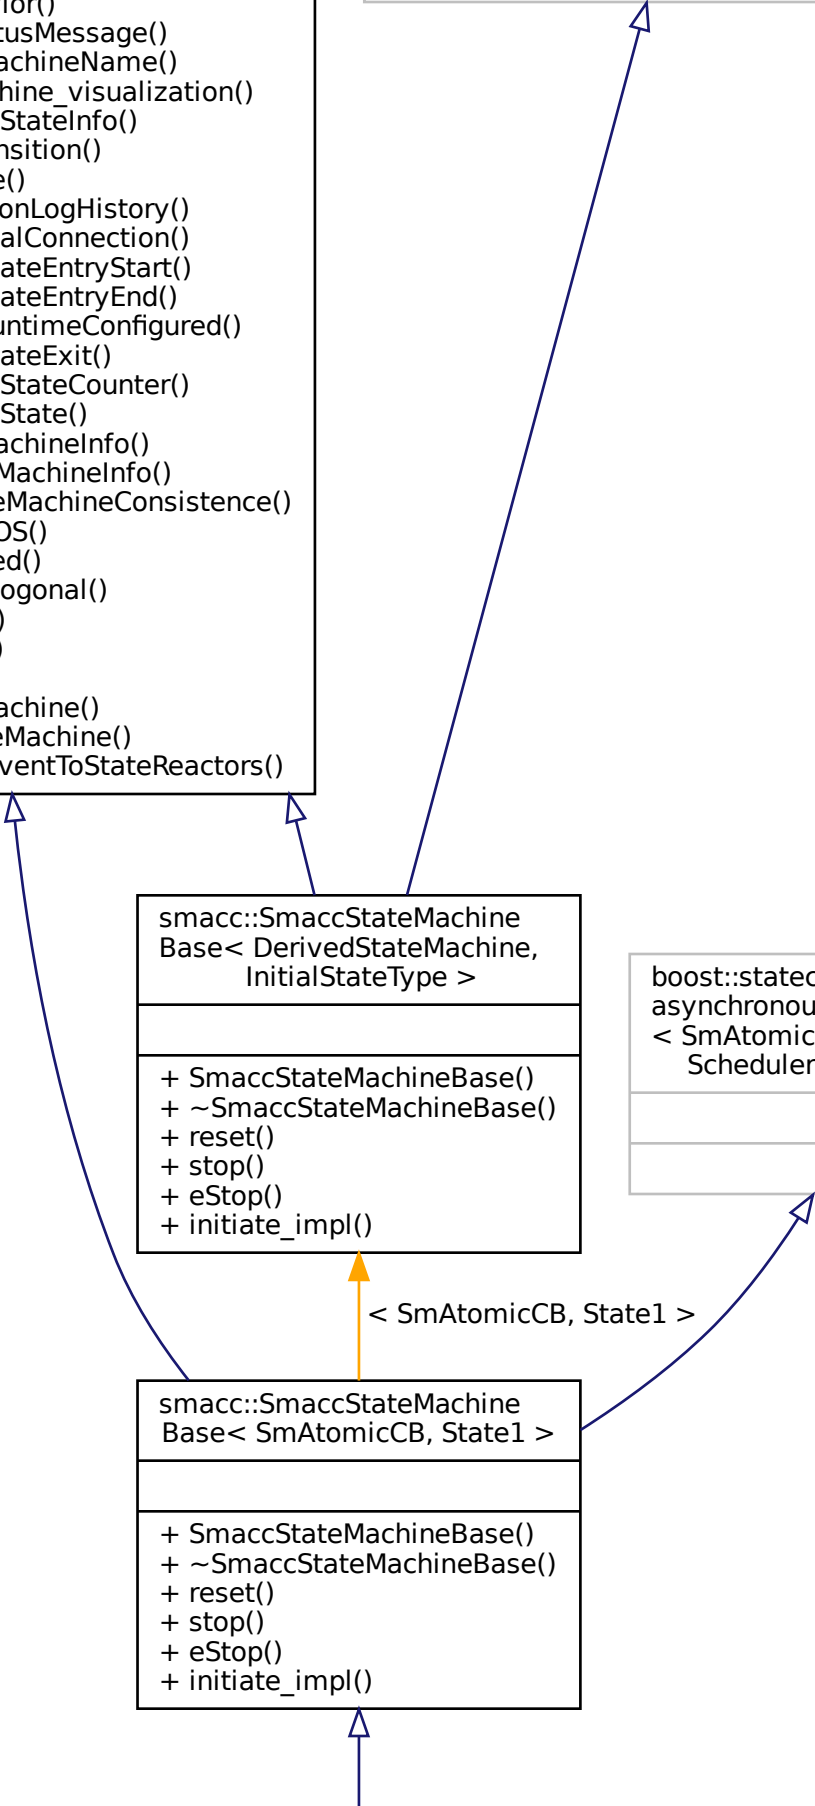 ior()
tusMessage()
achineName()
hine_visualization()
StateInfo()
nsition()
e()
onLogHistory()
alConnection()
ateEntryStart()
ateEntryEnd()
untimeConfigured()
ateExit()
StateCounter()
State()
achineInfo()
MachineInfo()
eMachineConsistence()
OS()
ed()
ogonal()
)
)
achine()
eMachine()
ventToStateReactors()
smacc::SmaccStateMachine
Base< DerivedStateMachine,
InitialStateType >
+ SmaccStateMachineBase()
+ ~SmaccStateMachineBase()
+ reset()
+ stop()
+ eStop()
+ initiate_impl()
boost::statec
asynchronou
< SmAtomic
Scheduler
< SmAtomicCB, State1 >
smacc::SmaccStateMachine
Base< SmAtomicCB, State1 >
+ SmaccStateMachineBase()
+ ~SmaccStateMachineBase()
+ reset()
+ stop()
+ eStop()
+ initiate_impl()